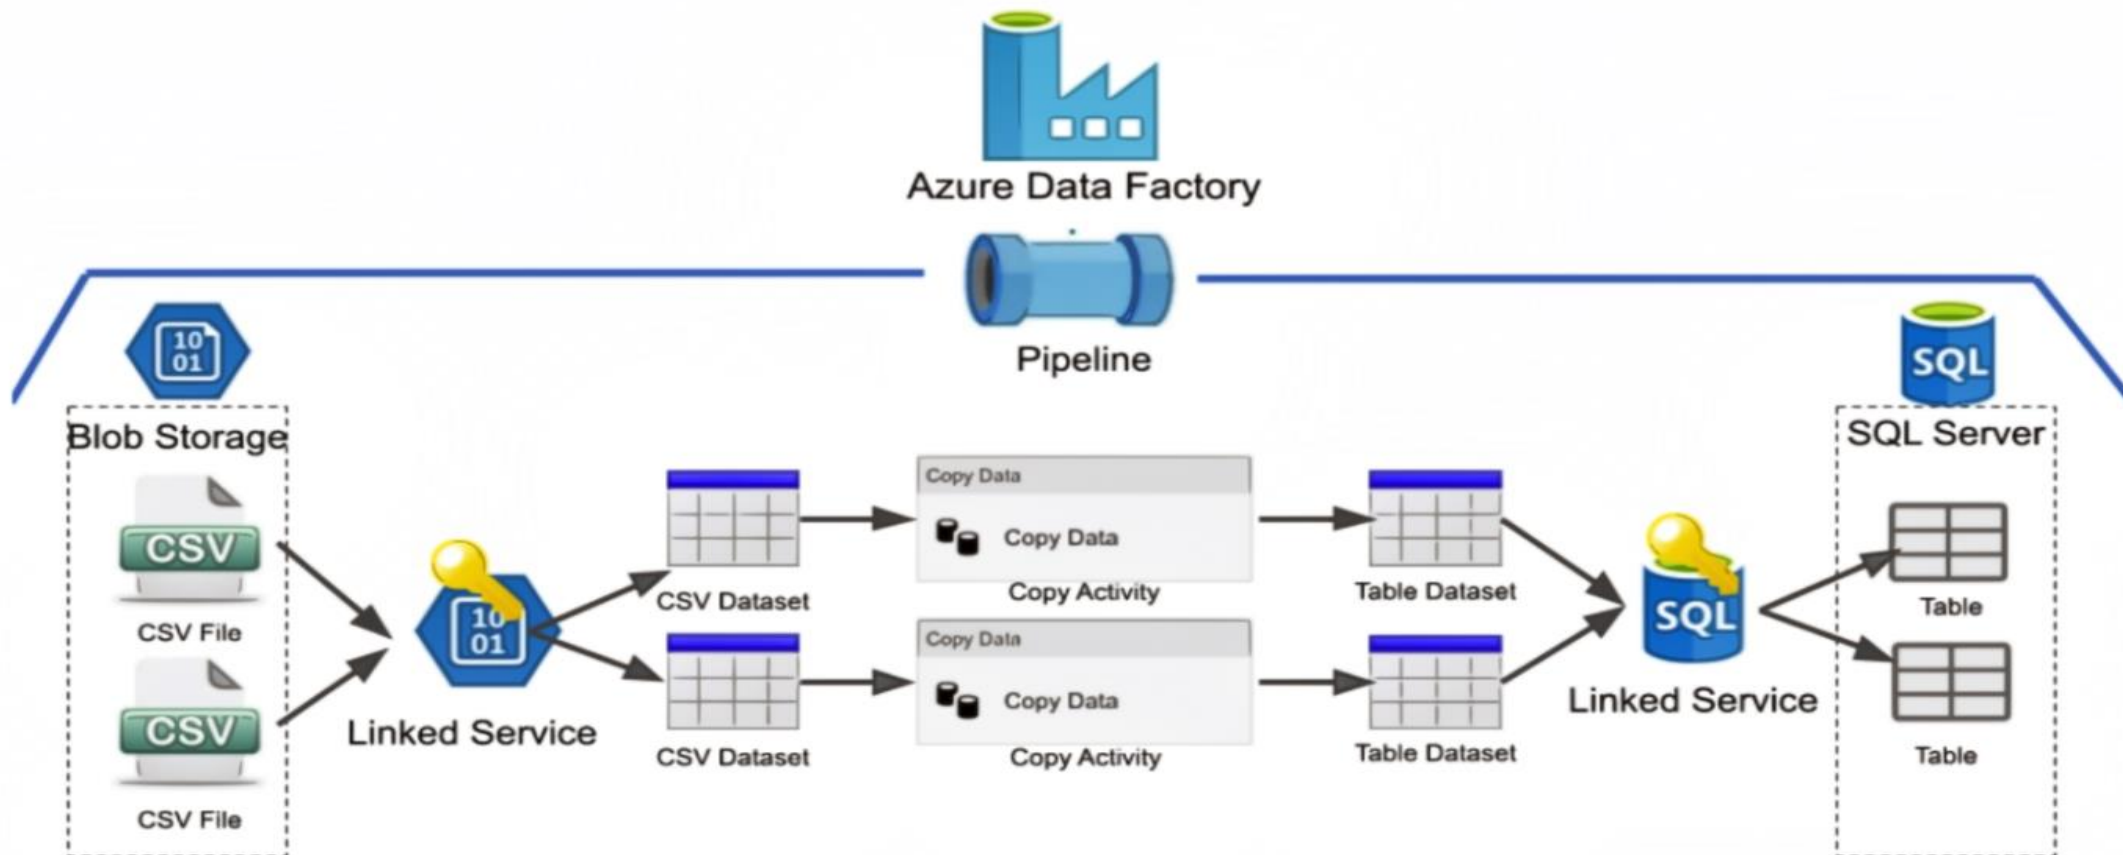 Azure Data Factory
Pipeline
10
01
Blob Storage
CSV
CSV File
CSV
CSV File
10
01
Linked Service
CSV Dataset
CSV Dataset
Copy Data
Copy Data
Copy Activity
Copy Data
Copy Data
Copy Activity
Table Dataset
Table Dataset
SQL
Linked Service
SQL
SQL Server
Table
Table